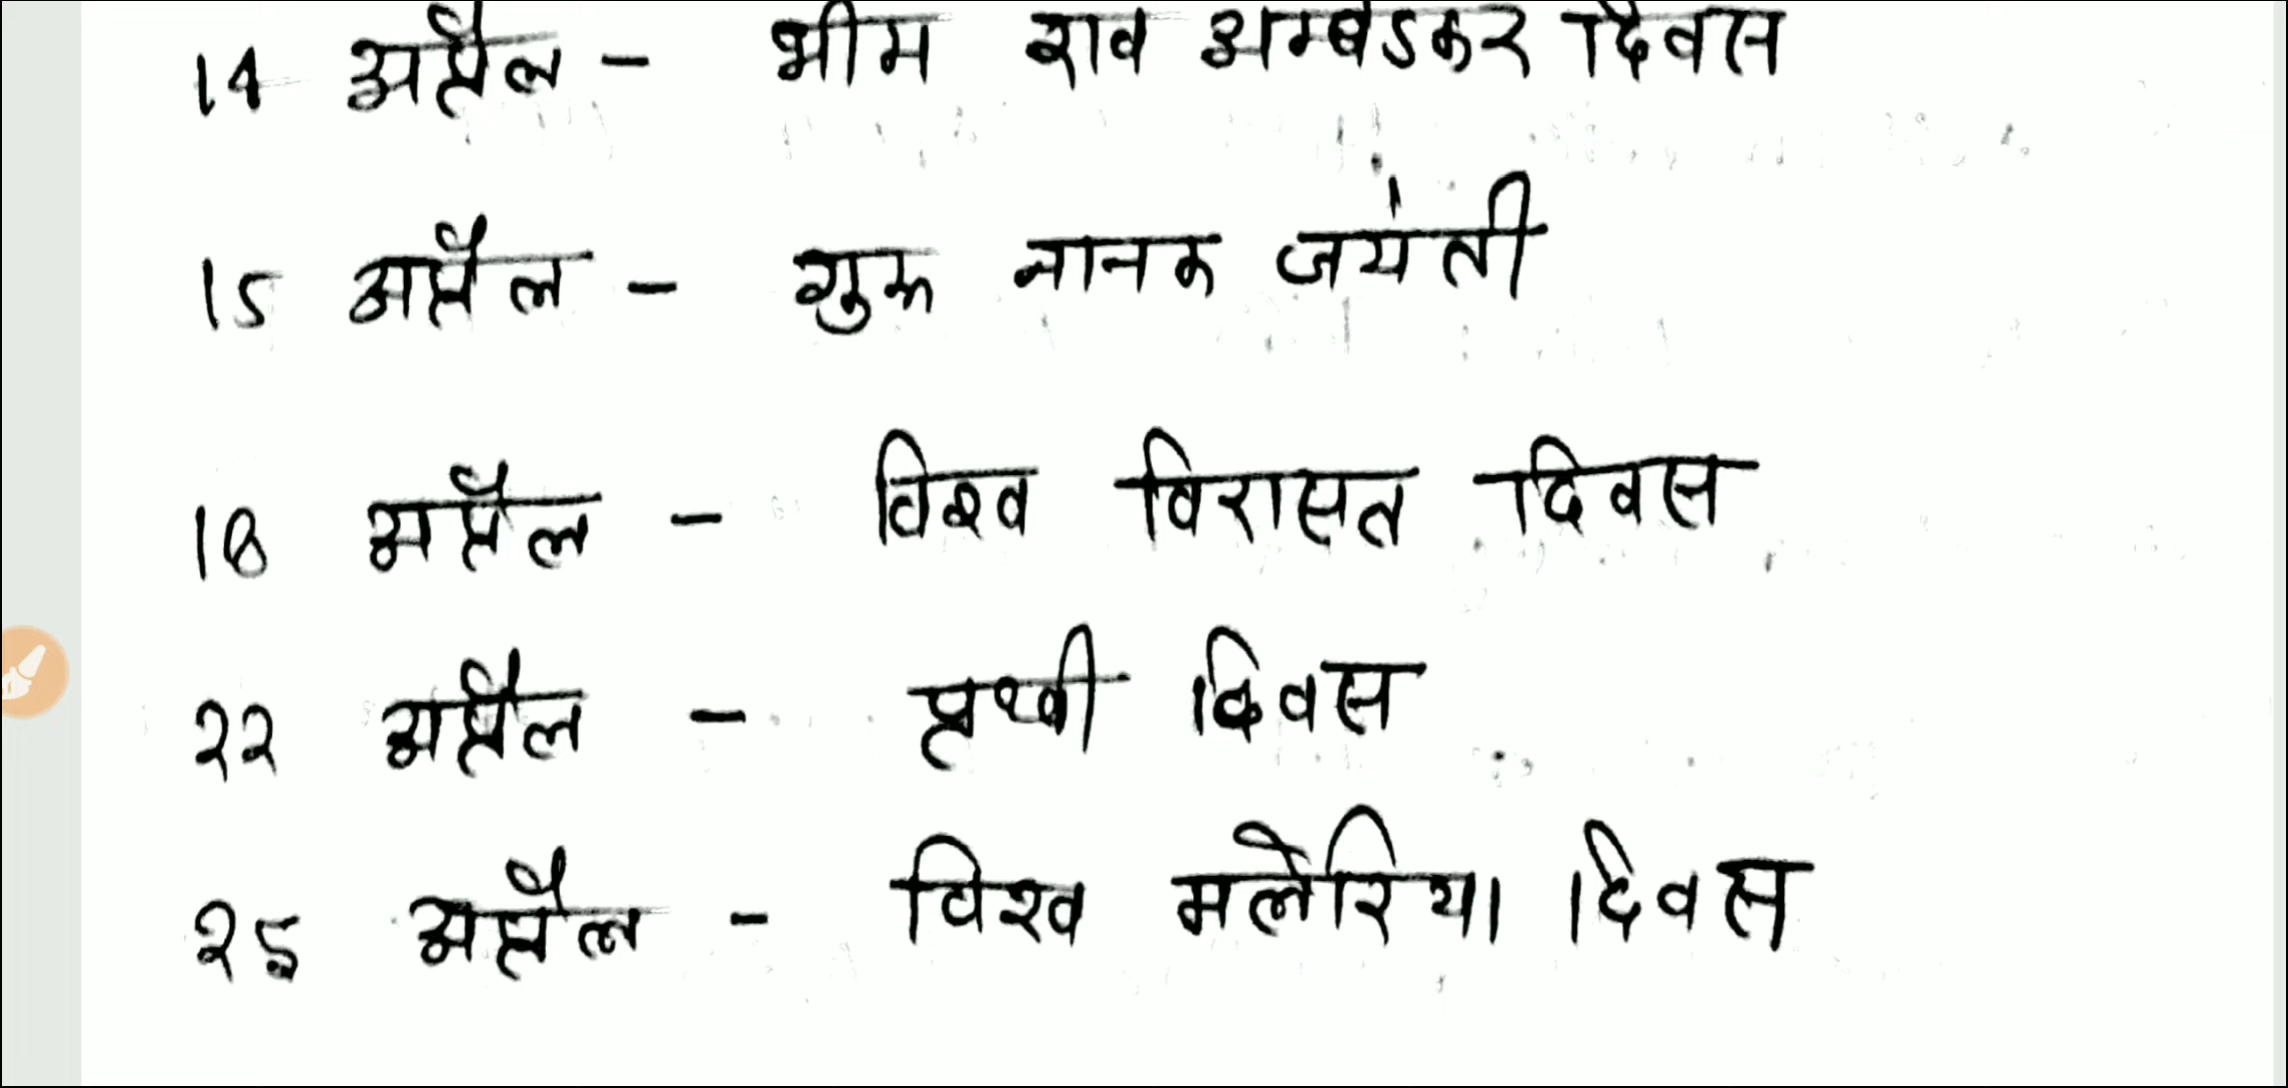 14 अप्रैल - भीम राव अम्बेडकर दिवस
15 अप्रैल - गुरू नानक जयंती
18 अप्रैल - विश्व विरासत दिवस
22 अप्रैल - पृथ्वी दिवस
25 अप्रैल - विश्व मलेरिया दिवस